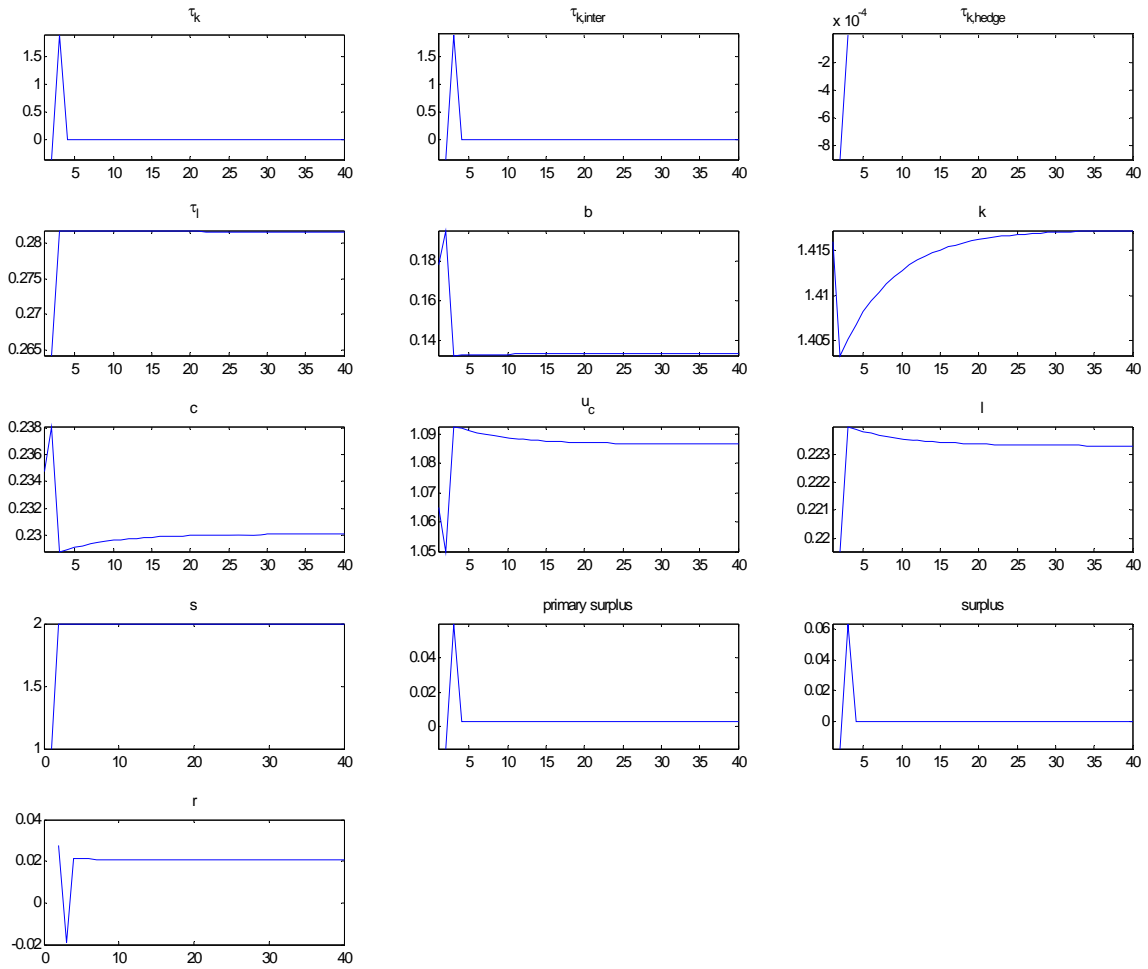 τk
1.5
1
0.5
0
5 10 15 20 25 30 35 40
τk,inter
1.5
1
0.5
0
5 10 15 20 25 30 35 40
τk,hedge
x 10-4
-2
-4
-6
-8
5 10 15 20 25 30 35 40
τl
0.28
0.275
0.27
0.265
5 10 15 20 25 30 35 40
b
0.18
0.16
0.14
5 10 15 20 25 30 35 40
k
1.415
1.41
1.405
5 10 15 20 25 30 35 40
c
0.238
0.236
0.234
0.232
0.23
0 5 10 15 20 25 30 35 40
uc
1.09
1.08
1.07
1.06
1.05
5 10 15 20 25 30 35 40
l
0.223
0.222
0.221
0.22
5 10 15 20 25 30 35 40
s
2
1.5
1
0 10 20 30 40
primary surplus
0.04
0.02
0
5 10 15 20 25 30 35 40
surplus
0.06
0.04
0.02
0
5 10 15 20 25 30 35 40
r
0.04
0.02
0
-0.02
0 5 10 15 20 25 30 35 40